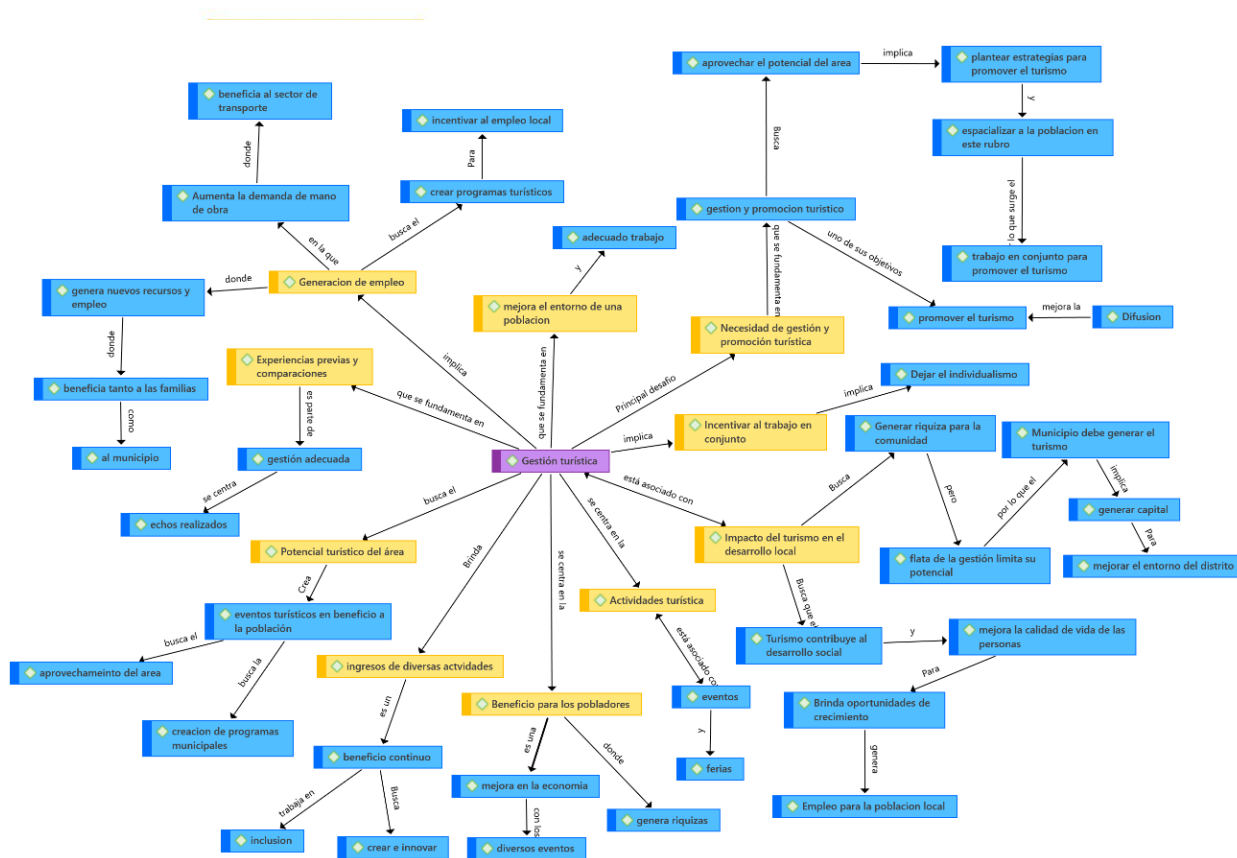 aprovechar el potencial del area
implica
plantear estrategias para
promover el turismo
y
espacializar a la poblacion en
este rubro
lo que surge el
trabajo en conjunto para
promover el turismo
beneficia al sector de
transporte
donde
Aumenta la demanda de mano
de obra
en la que
incentivar al empleo local
Para
crear programas turísticos
busca el
Generacion de empleo
donde
genera nuevos recursos y
empleo
donde
beneficia tanto a las familias
como
al municipio
implica
adecuado trabajo
y
mejora el entorno de una
poblacion
que se fundamenta en
Busca
gestion y promocion turistico
que se fundamenta en
uno de sus objetivos
promover el turismo
mejora la
Difusion
Necesidad de gestión y
promoción turística
Principal desafio
Experiencias previas y
comparaciones
que se fundamenta en
es parte de
gestión adecuada
se centra
echos realizados
Gestión turística
implica
Incentivar al trabajo en
conjunto
implica
Dejar el individualismo
está asociado con
Impacto del turismo en el
desarrollo local
Busca
Generar riquiza para la
comunidad
pero
flata de la gestión limita su
potencial
por lo que el
Municipio debe generar el
turismo
implica
generar capital
Para
mejorar el entorno del distrito
Busca que el
Turismo contribuye al
desarrollo social
y
mejora la calidad de vida de las
personas
Para
Brinda oportunidades de
crecimiento
genera
Empleo para la poblacion local
busca el
Potencial turístico del área
Crea
eventos turísticos en beneficio a
la población
busca el
aprovechameinto del area
busca la
creacion de programas
municipales
Brinda
ingresos de diversas actvidades
es un
beneficio continuo
trabaja en
inclusion
Busca
crear e innovar
se centra en la
Beneficio para los pobladores
es una
mejora en la economia
con los
diversos eventos
donde
genera riquizas
se centra en la
Actividades turística
está asociado con
eventos
y
ferias